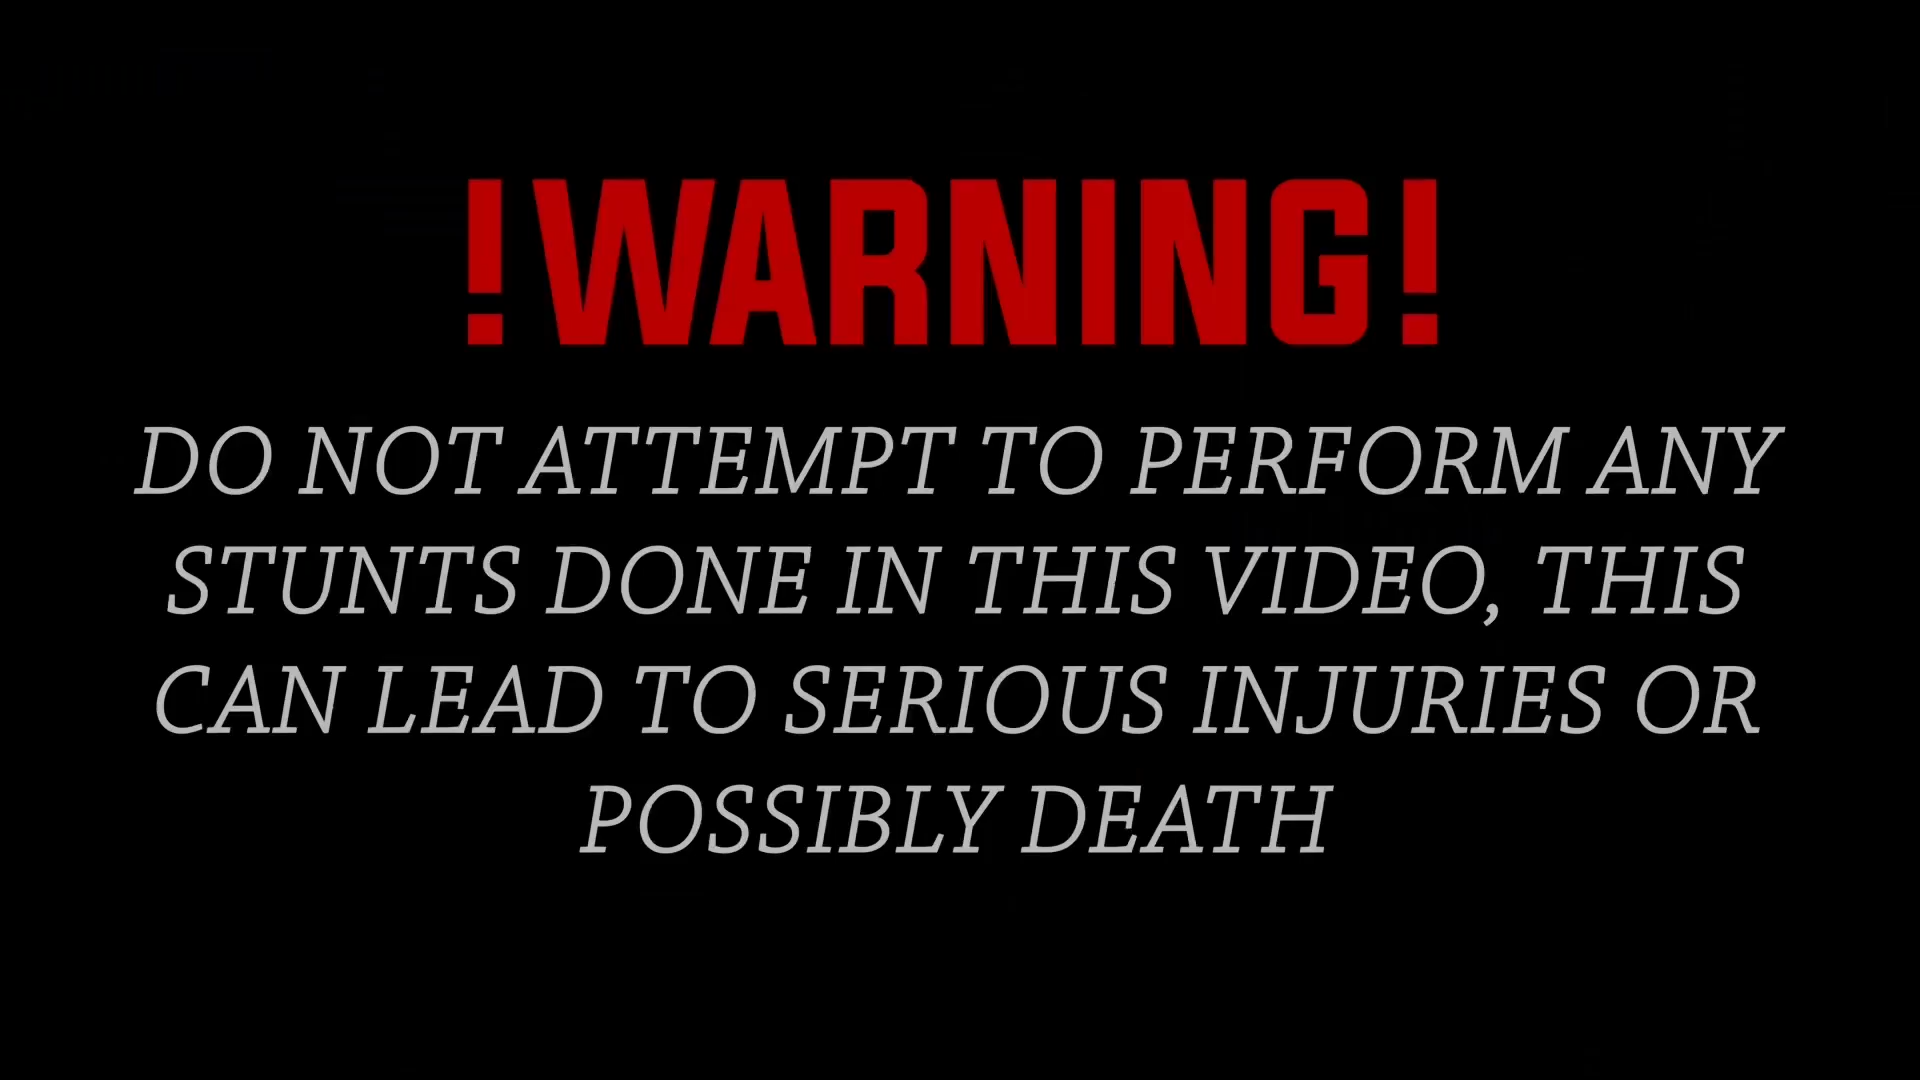 !WARNING!
DO NOT ATTEMPT TO PERFORM ANY
STUNTS DONE IN THIS VIDEO, THIS
CAN LEAD TO SERIOUS INJURIES OR
POSSIBLY DEATH